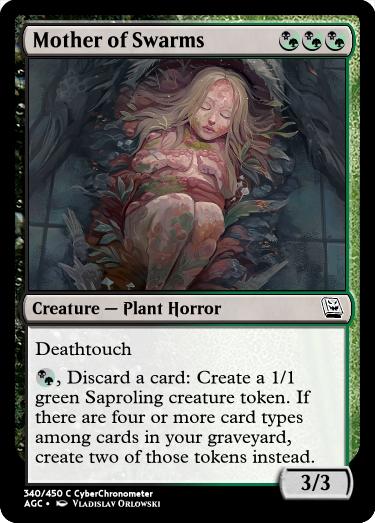 Mother of Swarms
Creature — Plant Horror
Deathtouch
, Discard a card: Create a 1/1
green Saproling creature token. If
there are four or more card types
among cards in your graveyard,
create two of those tokens instead.
3/3
340/450 C CyberChronometer
AGC • Vladislav Orlowski